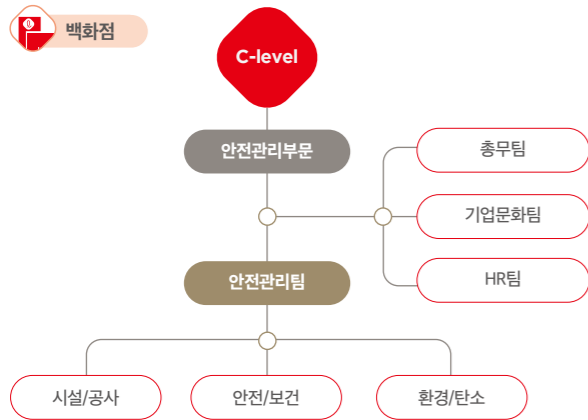 백화점
C-level
안전관리부문
총무팀
기업문화팀
HR팀
안전관리팀
시설/공사
안전/보건
환경/탄소